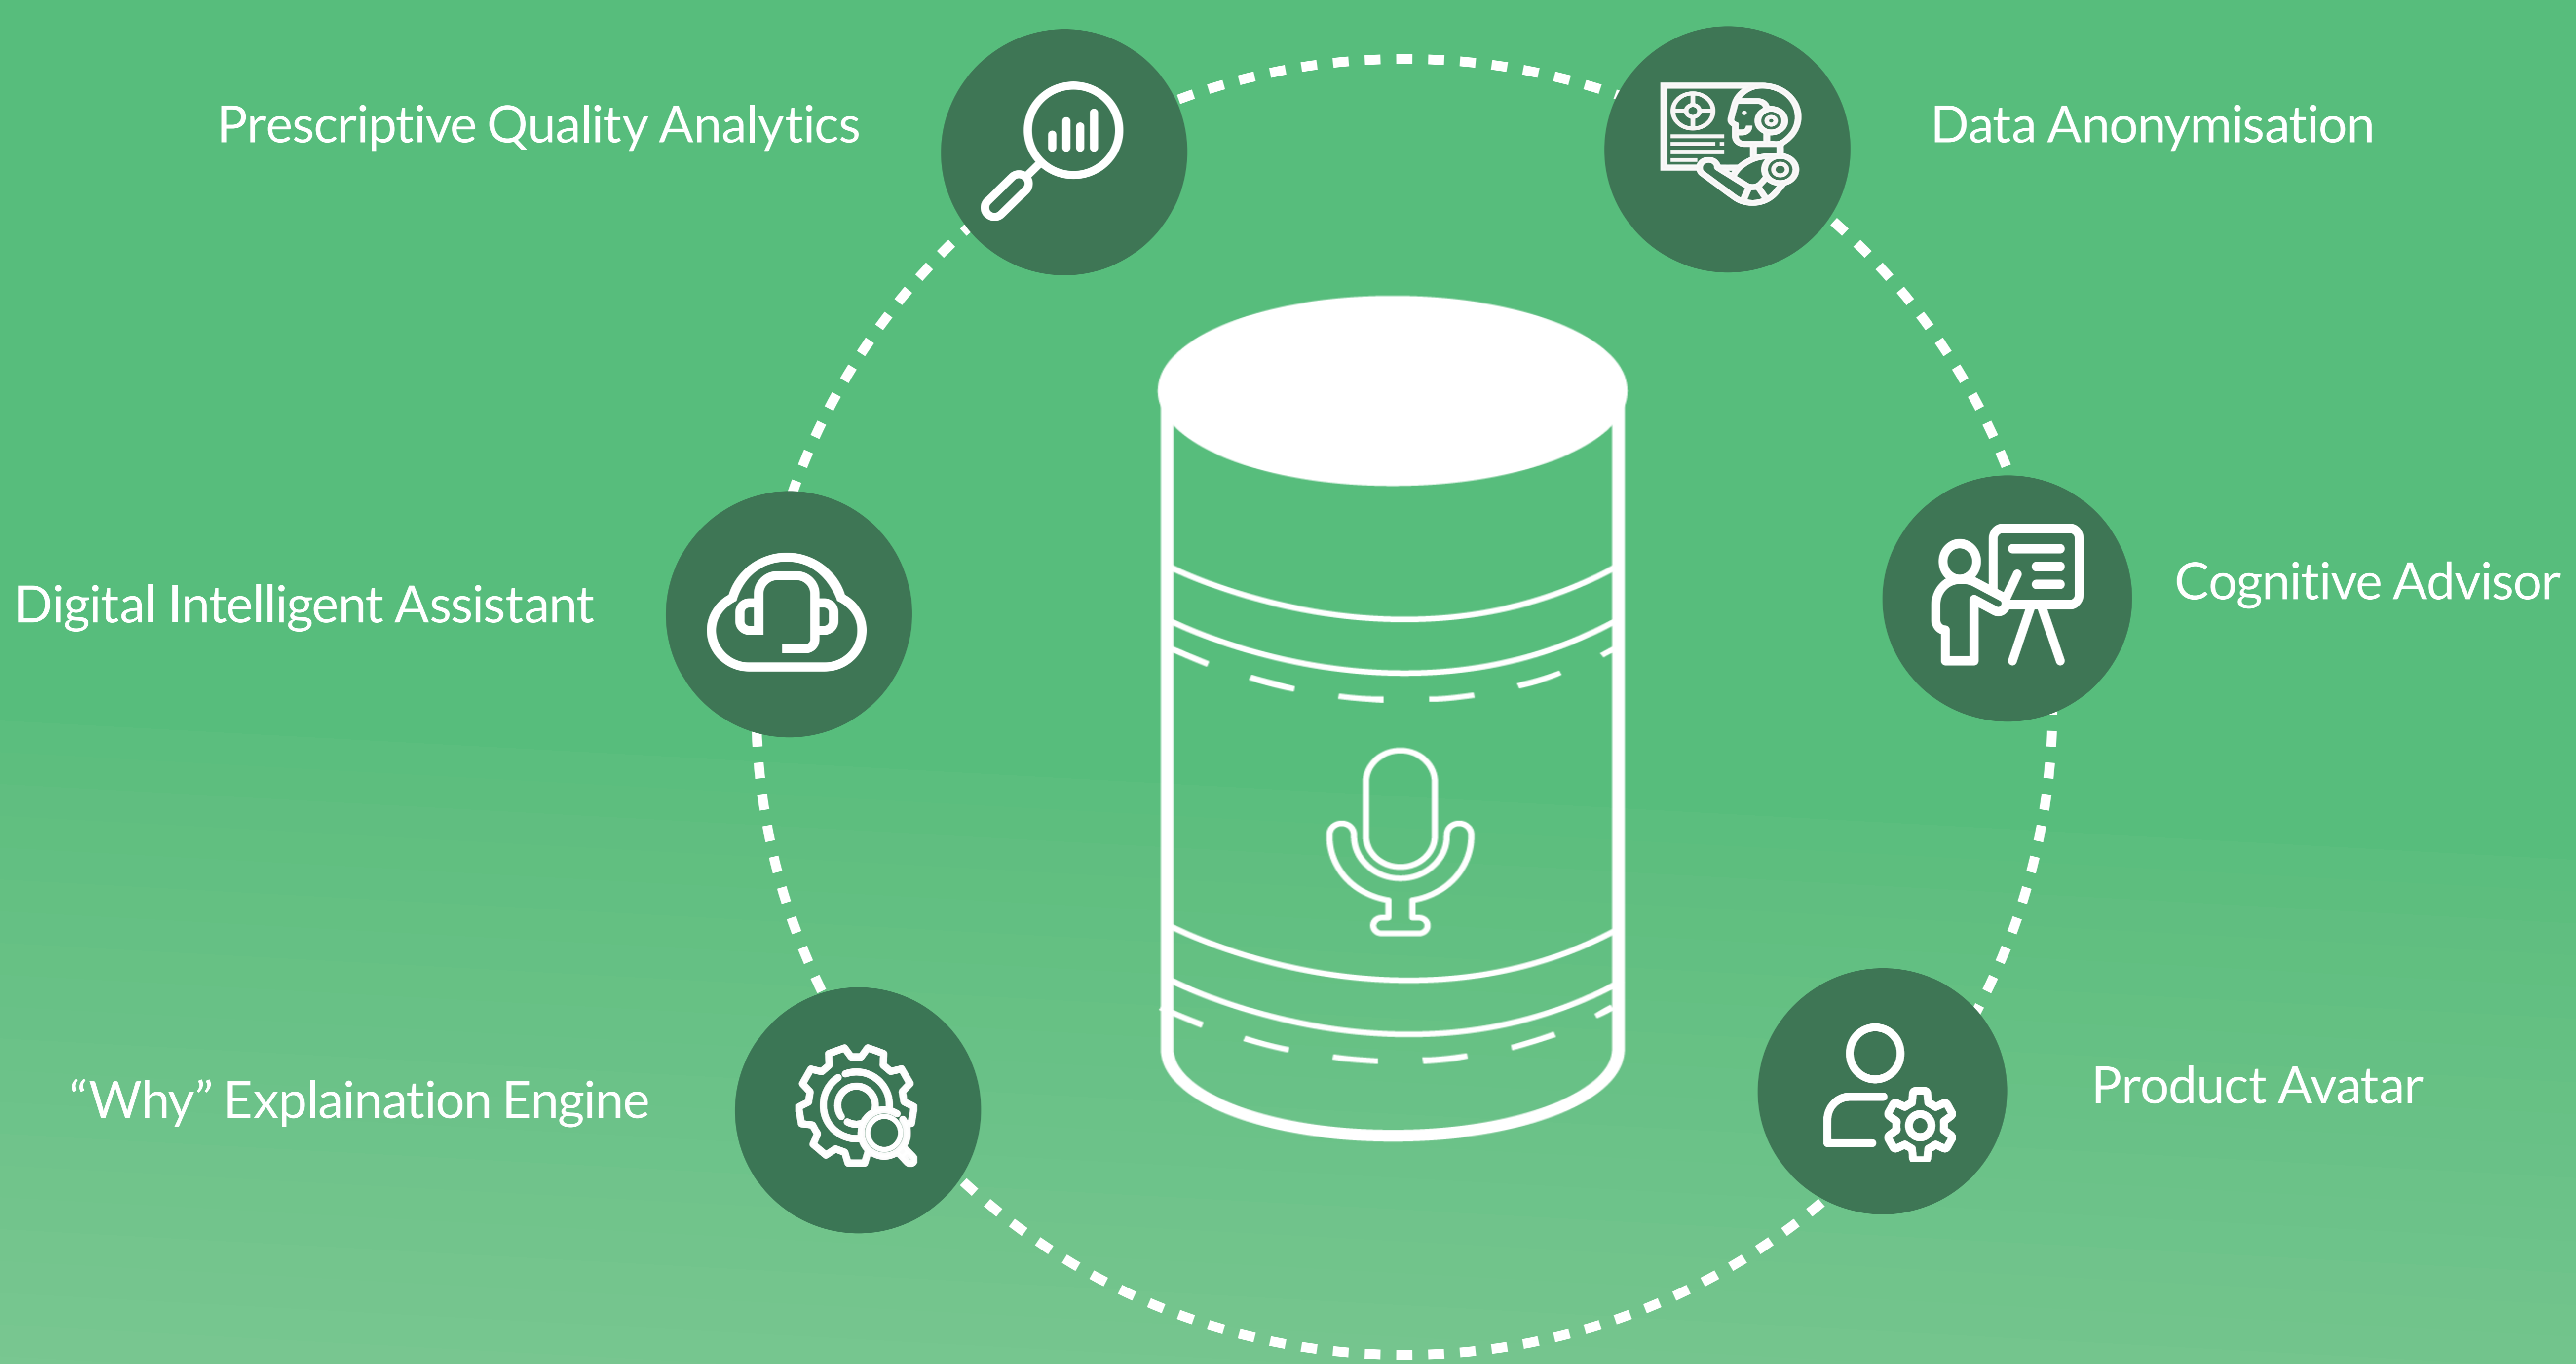 Prescriptive Quality Analytics
Data Anonymisation
Digital Intelligent Assistant
Cognitive Advisor
“Why” Explaination Engine
Product Avatar